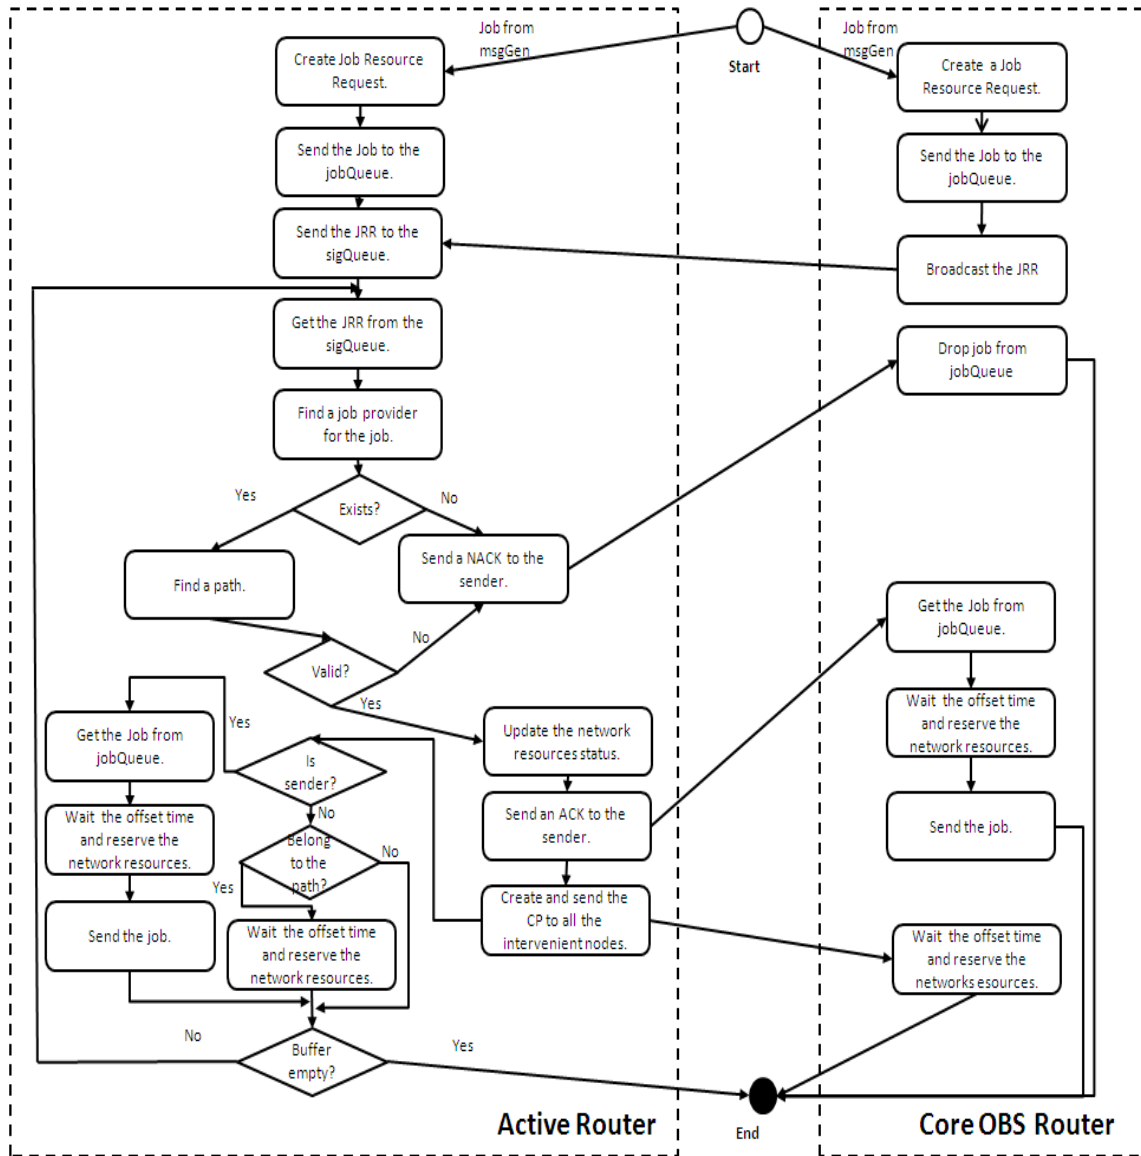 Job from
msgGen
Start
Job from
msgGen
Create Job Resource
Request.
Send the Job to the
jobQueue.
Send the JRR to the
sigQueue.
Get the JRR from the
sigQueue.
Find a job provider
for the job.
Exists?
Yes
No
Find a path.
Send a NACK to the
sender.
Valid?
No
Yes
Update the network
resources status.
Send an ACK to the
sender.
Create and send the
CP to all the
intervenient nodes.
Is
sender?
Yes
No
Get the Job from
jobQueue.
Wait the offset time
and reserve the
network resources.
Send the job.
Belong
to the
path?
No
Yes
Wait the offset time
and reserve the
network resources.
Buffer
empty?
No
Yes
Active Router
Create a Job
Resource Request.
Send the Job to the
jobQueue.
Broadcast the JRR
Drop job from
jobQueue
Get the Job from
jobQueue.
Wait the offset time
and reserve the
network resources.
Send the job.
Wait the offset time
and reserve the
networks esources.
End
Core OBS Router